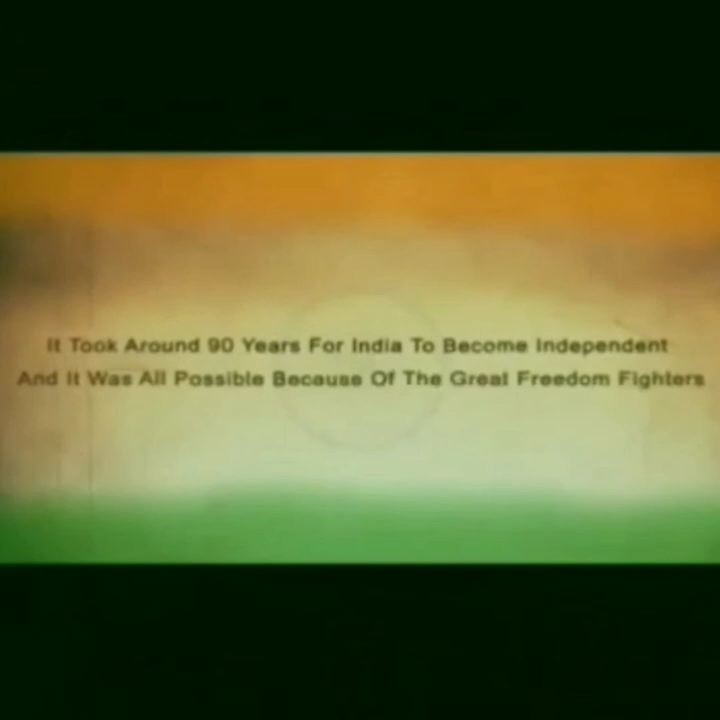 It Took Around 90 Years For India To Become Independent
And It Was All Possible Because Of The Great Freedom Fighters